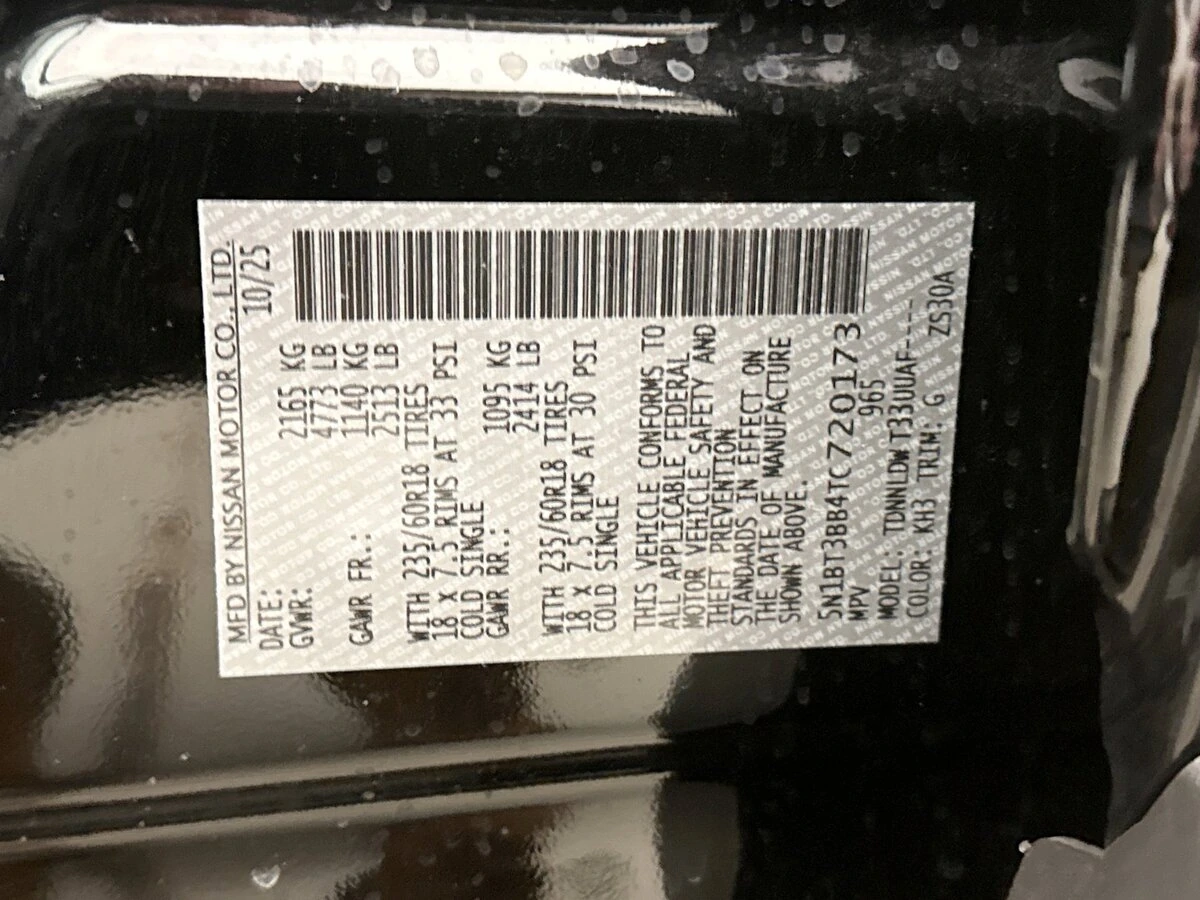 MFD BY NISSAN MOTOR CO., LTD.
DATE: 10/25
GVWR: 2165 KG
4773 LB
GAWR FR.: 1140 KG
2513 LB
WITH 235/60R18 TIRES
18 X 7.5 RIMS AT 33 PSI
COLD SINGLE
GAWR RR.: 1095 KG
2414 LB
WITH 235/60R18 TIRES
18 X 7.5 RIMS AT 30 PSI
COLD SINGLE
THIS VEHICLE CONFORMS TO
ALL APPLICABLE FEDERAL
MOTOR VEHICLE SAFETY AND
THEFT PREVENTION
STANDARDS IN EFFECT ON
THE DATE OF MANUFACTURE
SHOWN ABOVE.
5N1BT3BB4TC720173
MPV 965
MODEL: TDNNLDWT33UUAF-----
COLOR: KH3 TRIM: G ZS30A